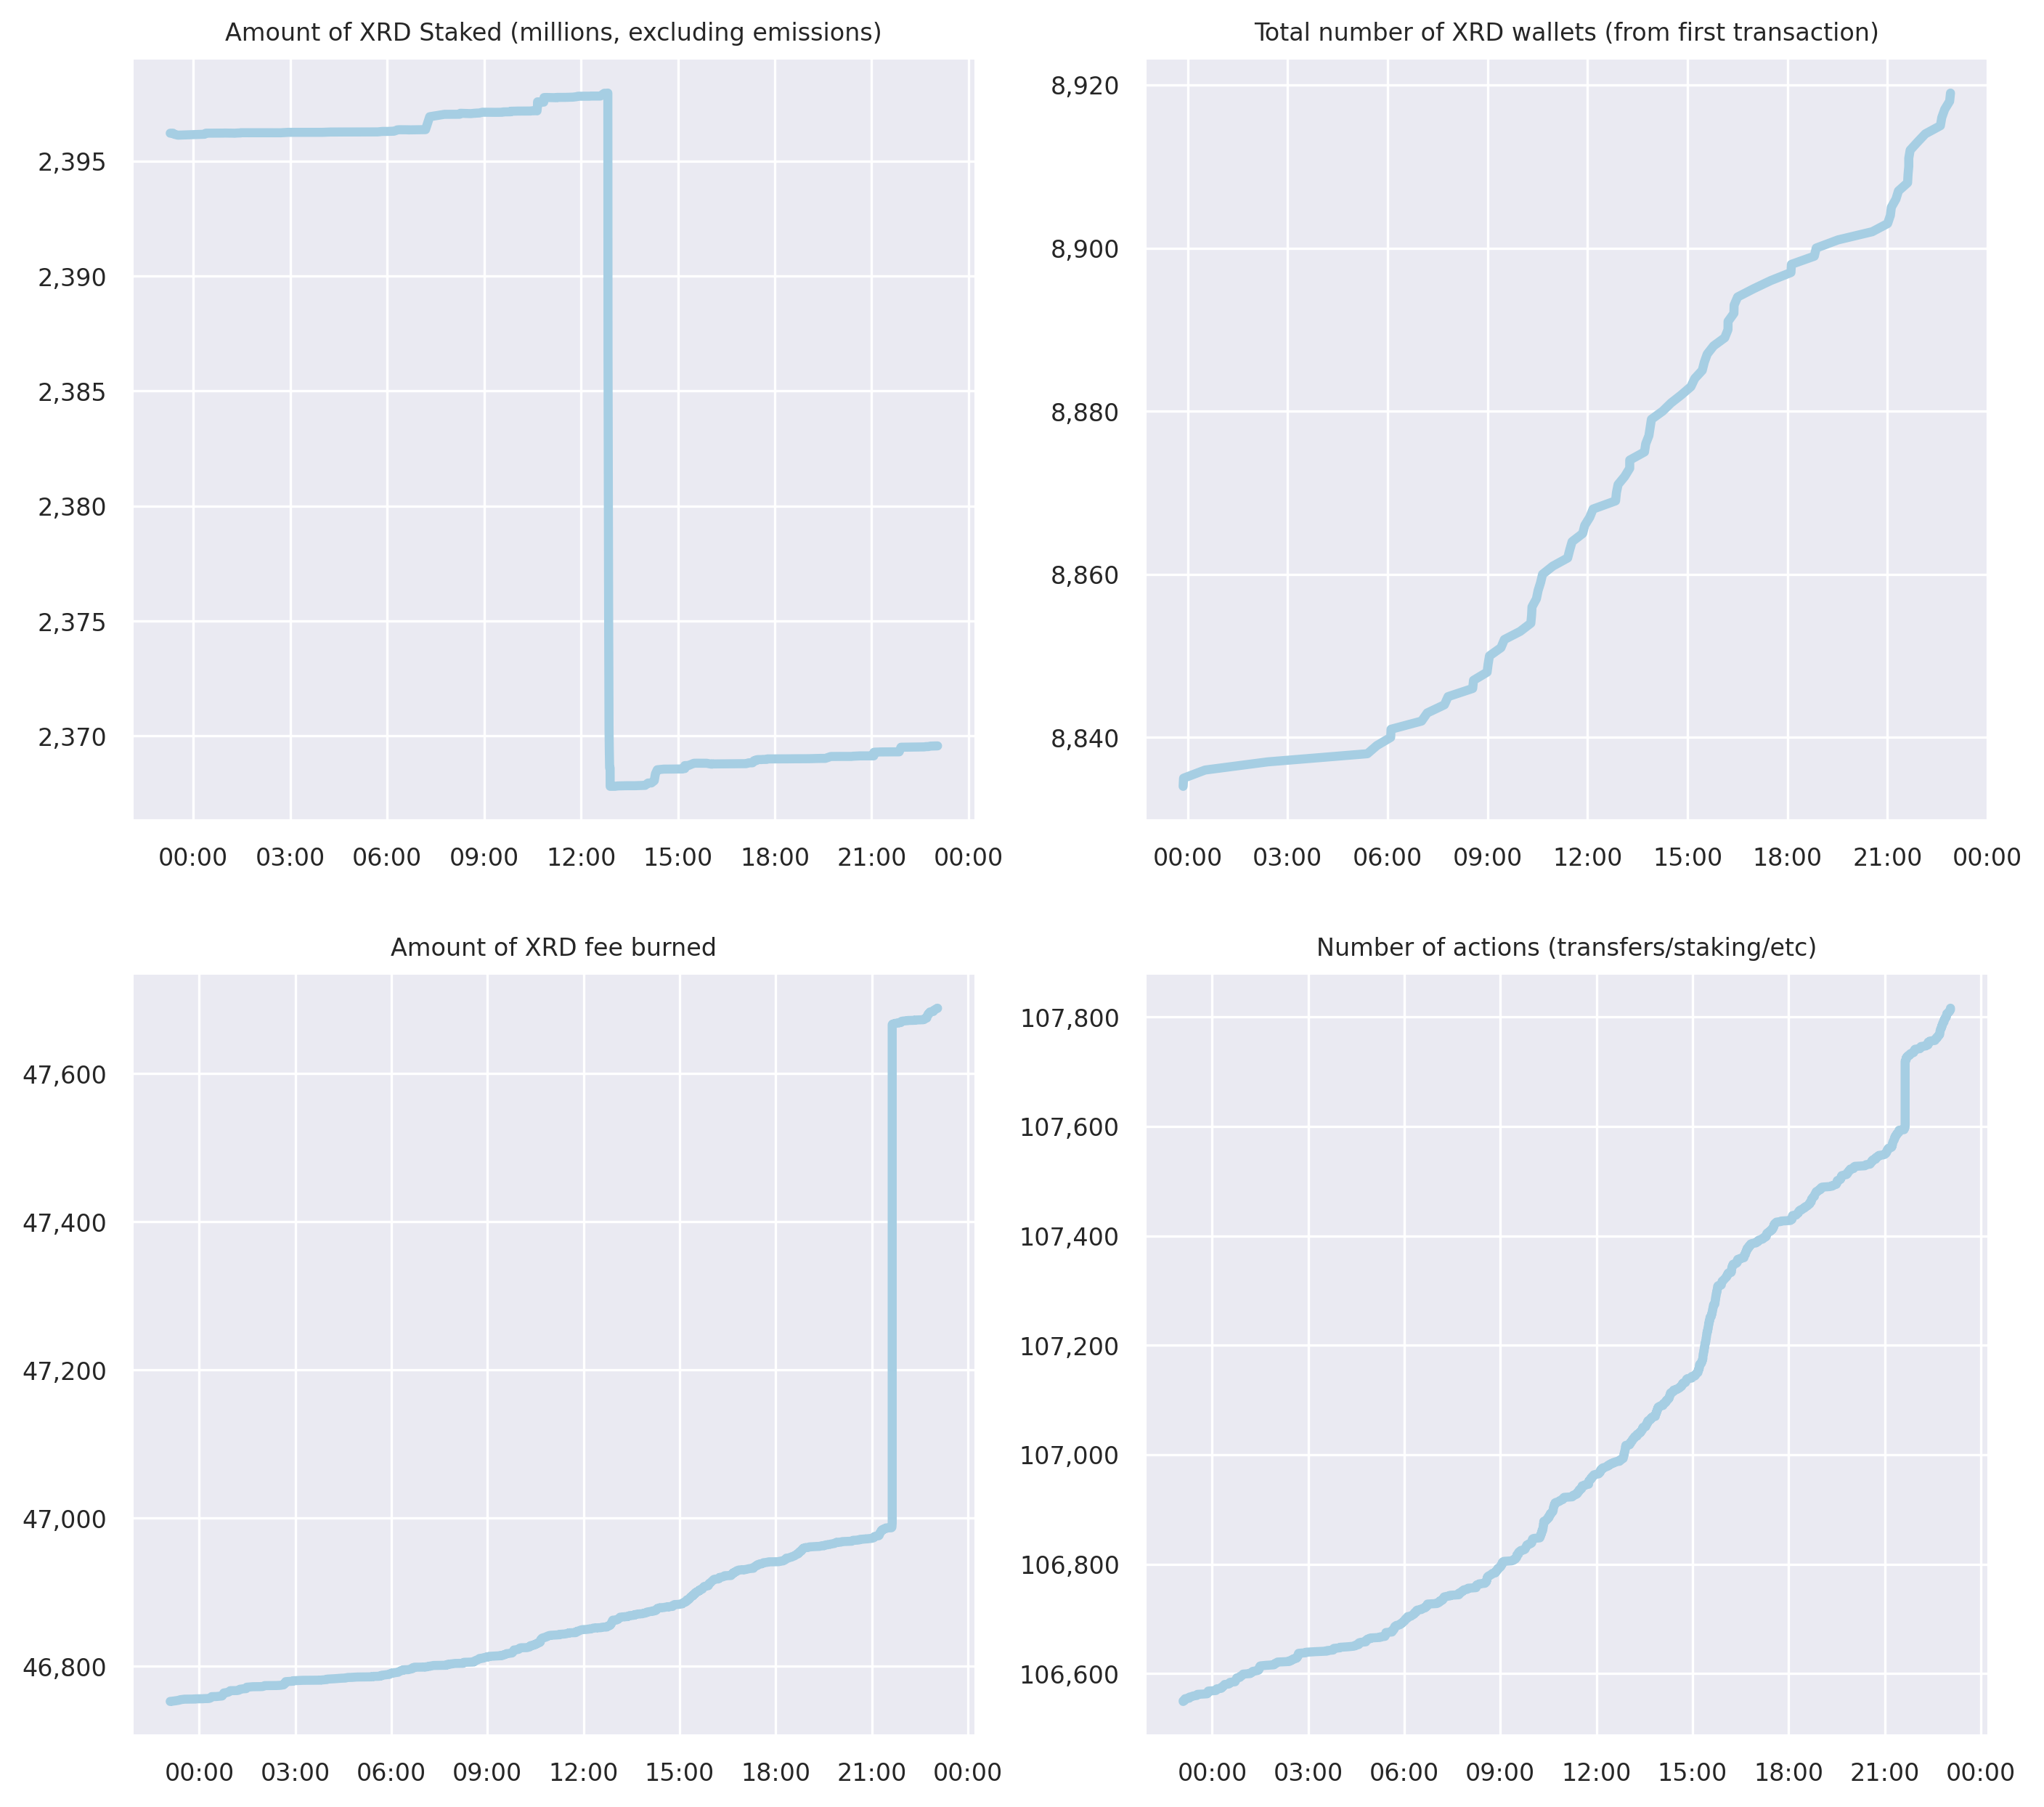 Amount of XRD Staked (millions, excluding emissions)
2,395
2,390
2,385
2,380
2,375
2,370
00:00 03:00 06:00 09:00 12:00 15:00 18:00 21:00 00:00
Total number of XRD wallets (from first transaction)
8,920
8,900
8,880
8,860
8,840
00:00 03:00 06:00 09:00 12:00 15:00 18:00 21:00 00:00
Amount of XRD fee burned
47,600
47,400
47,200
47,000
46,800
00:00 03:00 06:00 09:00 12:00 15:00 18:00 21:00 00:00
Number of actions (transfers/staking/etc)
107,800
107,600
107,400
107,200
107,000
106,800
106,600
00:00 03:00 06:00 09:00 12:00 15:00 18:00 21:00 00:00